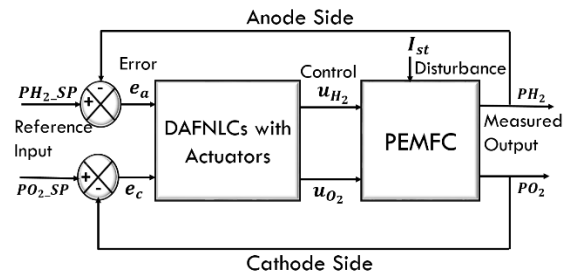 Anode Side
I_st
PH₂_SP
+
-
Error
e_a
Control
u_H₂
Disturbance
PH₂
Reference
Input
DAFNLCs with
Actuators
PEMFC
Measured
Output
PO₂_SP
+
-
e_c
u_O₂
PO₂
Cathode Side